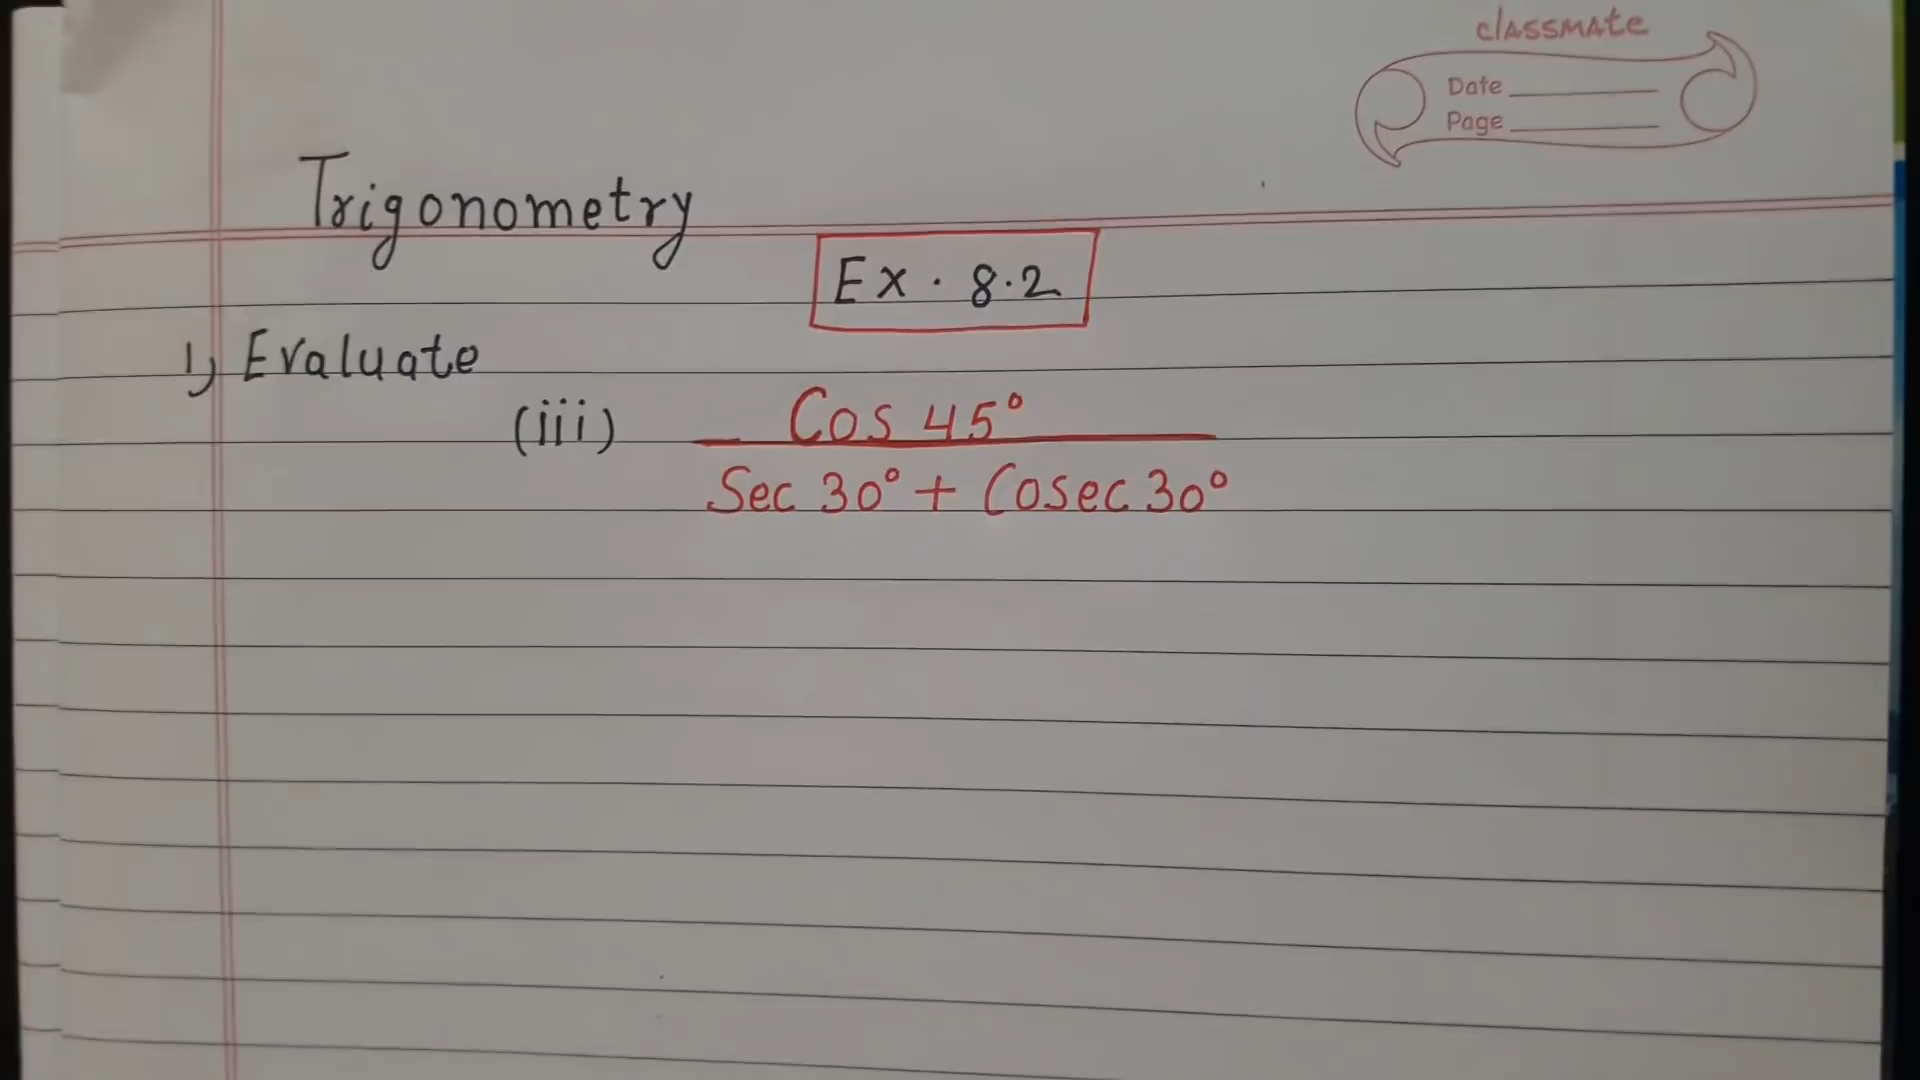 classmate
Date
Page
Trigonometry
Ex. 8.2
1) Evaluate
(iii) Cos 45°
Sec 30° + Cosec 30°